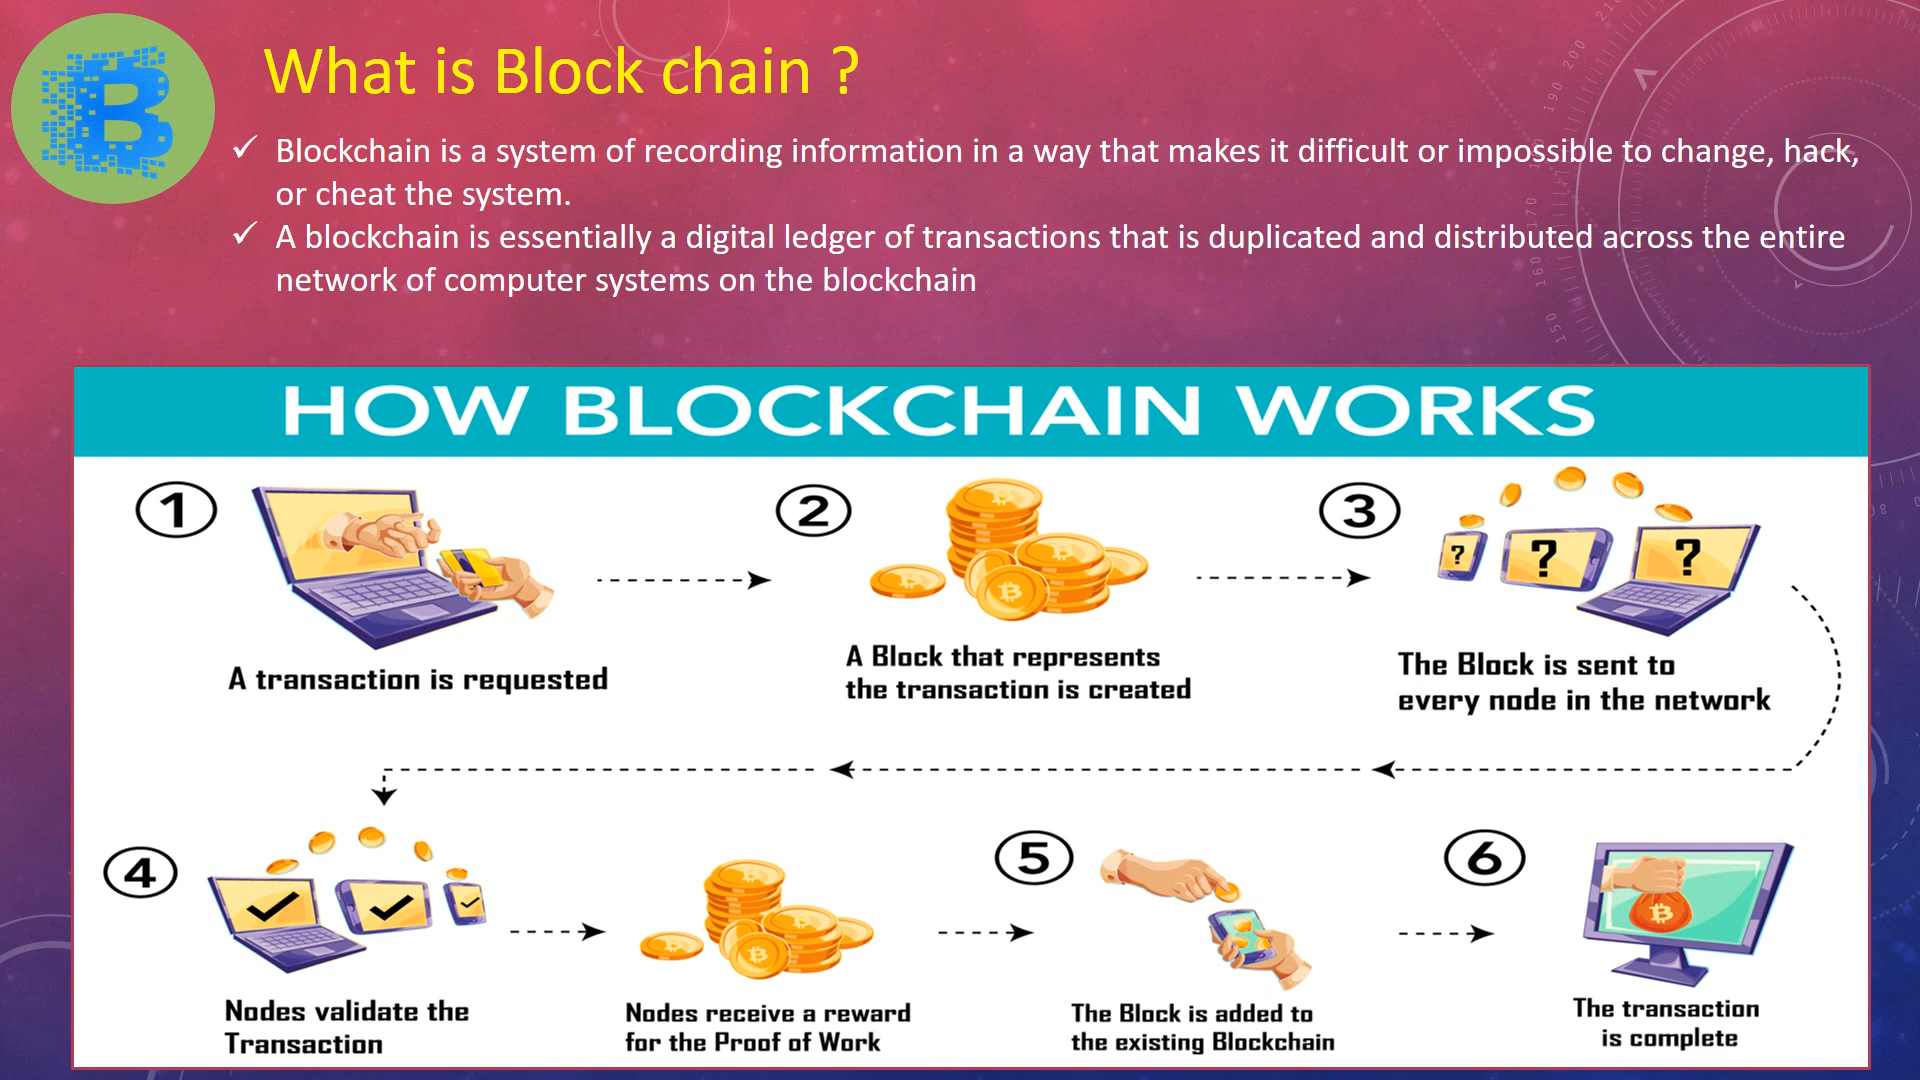 What is Block chain ?
✓ Blockchain is a system of recording information in a way that makes it difficult or impossible to change, hack,
or cheat the system.
✓ A blockchain is essentially a digital ledger of transactions that is duplicated and distributed across the entire
network of computer systems on the blockchain
HOW BLOCKCHAIN WORKS
1
A transaction is requested
2
A Block that represents
the transaction is created
3
? ? ?
The Block is sent to
every node in the network
4
Nodes validate the
Transaction
Nodes receive a reward
for the Proof of Work
5
The Block is added to
the existing Blockchain
6
The transaction
is complete